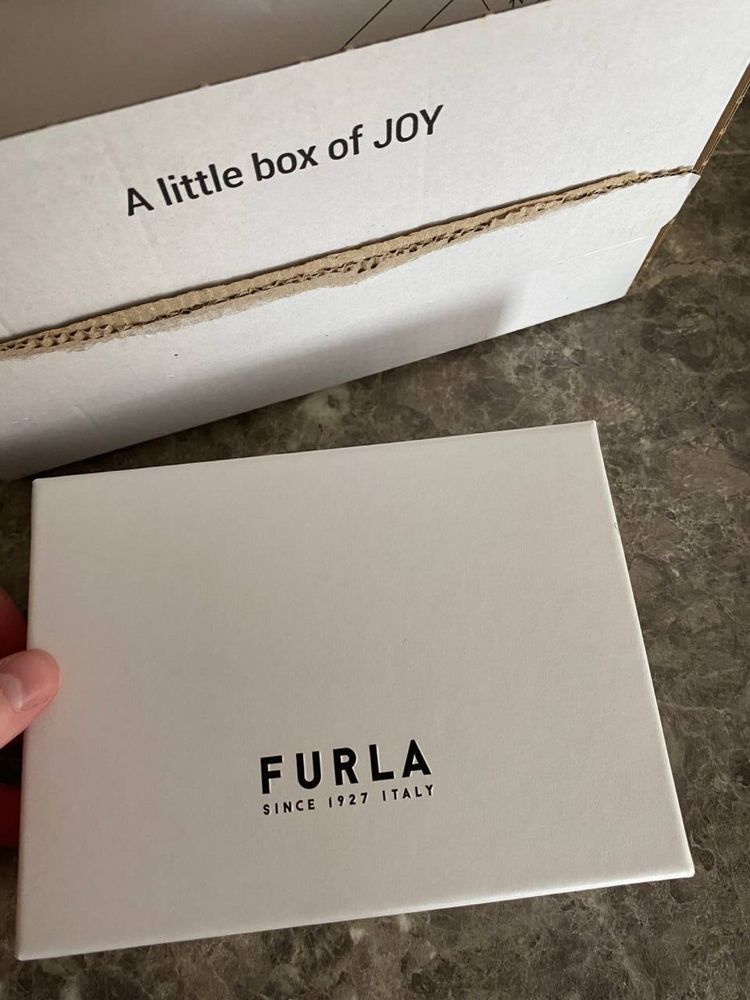 A little box of JOY
FURLA
SINCE 1927 ITALY